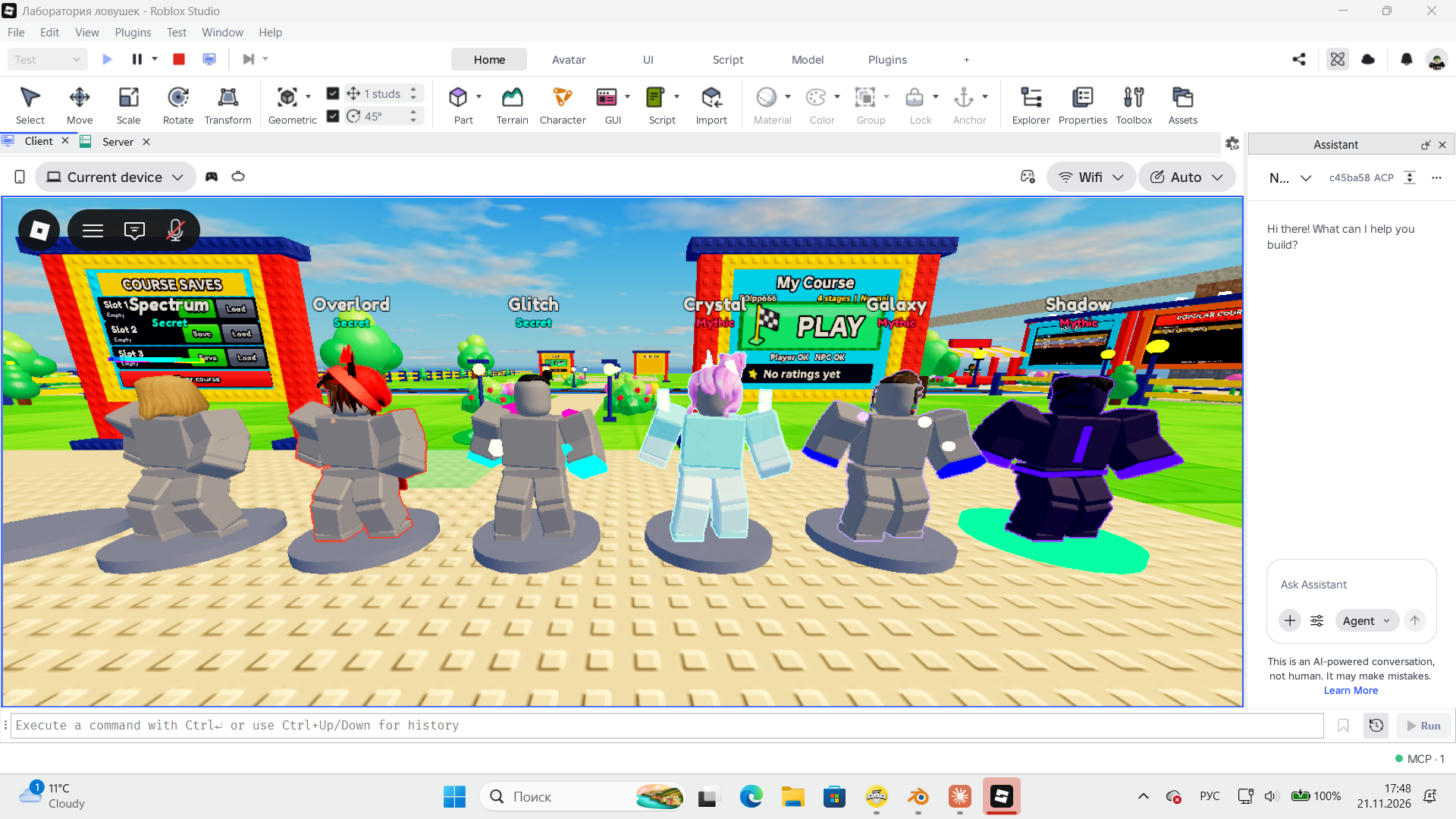 Лаборатория ловушек - Roblox Studio
File Edit View Plugins Test Window Help
Test
Home Avatar UI Script Model Plugins +
1 studs
45°
Select Move Scale Rotate Transform Geometric Part Terrain Character GUI Script Import Material Color Group Lock Anchor Explorer Properties Toolbox Assets
Client Server
Assistant
Current device
Wifi
Auto
N... c45ba58 ACP
Hi there! What can I help you
build?
COURSE SAVES
Slot 1
Empty
Load
Slot 2
Empty
Save Load
Slot 3
Save Load
Spectrum
Secret
Overlord
Secret
Glitch
Secret
Crystal
Mythic
Galaxy
Mythic
Shadow
Mythic
My Course
4 stages
PLAY
Player OK NPC OK
No ratings yet
Ask Assistant
Agent
This is an AI-powered conversation,
not human. It may make mistakes.
Learn More
Execute a command with Ctrl↵ or use Ctrl+Up/Down for history
Run
MCP · 1
1
11°C
Cloudy
Поиск
РУС
100%
17:48
21.11.2026